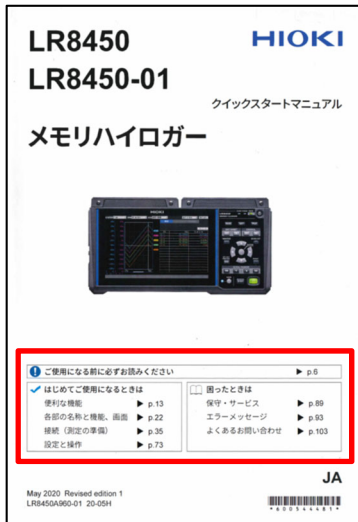 LR8450
HIOKI
LR8450-01
クイックスタートマニュアル
メモリハイロガー
HIOKI
ご使用になる前に必ずお読みください ▶ p.6
はじめてご使用になるときは
便利な機能 ▶ p.13
各部の名称と機能、画面 ▶ p.22
接続（測定の準備） ▶ p.35
設定と操作 ▶ p.73
困ったときは
保守・サービス ▶ p.89
エラーメッセージ ▶ p.93
よくあるお問い合わせ ▶ p.103
JA
May 2020 Revised edition 1
LR8450A960-01 20-05H
*600544481*